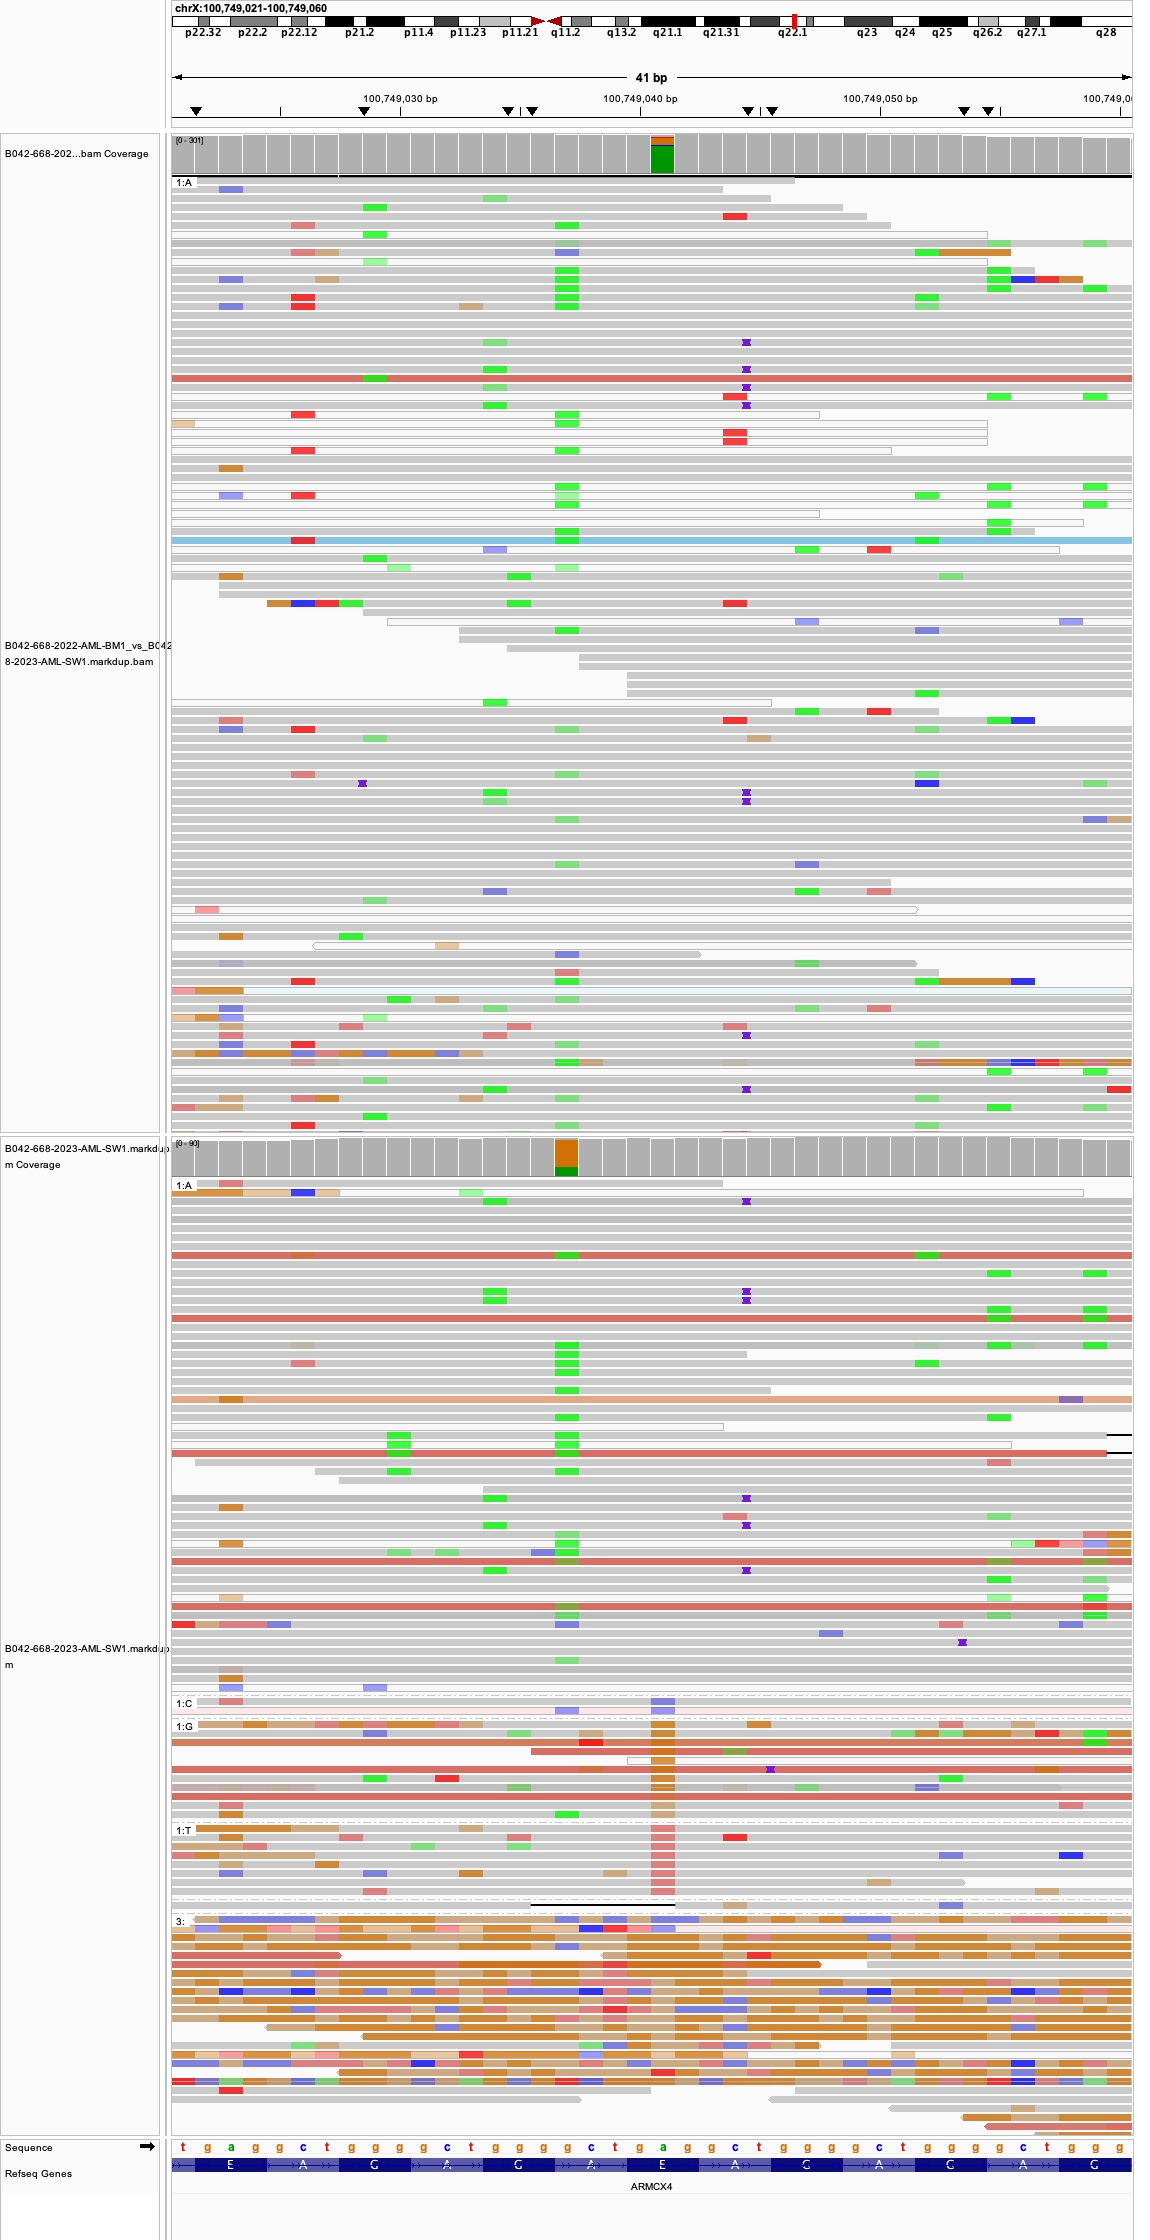 chrX:100,749,021-100,749,060
p22.32 p22.2 p22.12 p21.2 p11.4 p11.23 p11.21 q11.2 q13.2 q21.1 q21.31 q22.1 q23 q24 q25 q26.2 q27.1 q28
41 bp
100,749,030 bp 100,749,040 bp 100,749,050 bp 100,749,0
[0 - 301]
B042-668-202...bam Coverage
1:A
B042-668-2022-AML-BM1_vs_B042
8-2023-AML-SW1.markdup.bam
[0 - 90]
B042-668-2023-AML-SW1.markdup
m Coverage
1:A
B042-668-2023-AML-SW1.markdup
m
1:C
1:G
1:T
3:
Sequence t g a g g c t g g g g c t g g g g c t g a g g c t g g g g c t g g g g c t g g g
Refseq Genes E A G A G A E A G A G A G
ARMCX4